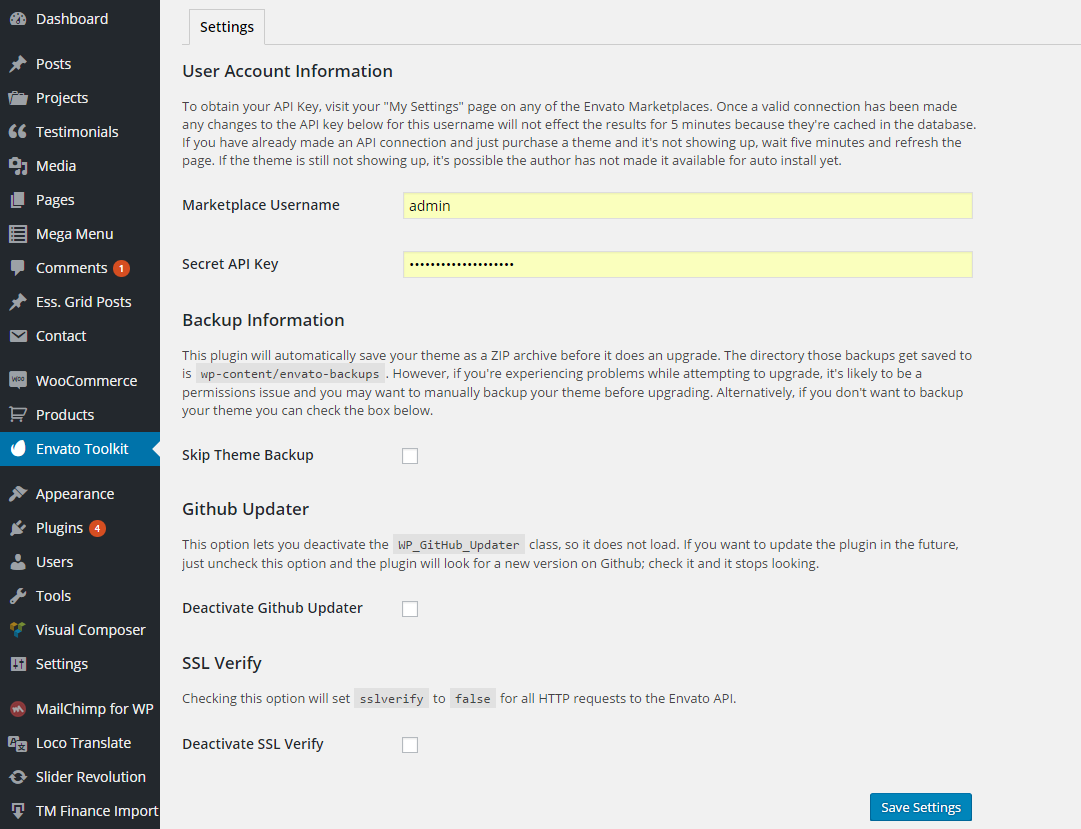 Dashboard
Posts
Projects
Testimonials
Media
Pages
Mega Menu
Comments 1
Ess. Grid Posts
Contact
WOO WooCommerce
Products
Envato Toolkit
Appearance
Plugins 4
Users
Tools
Visual Composer
Settings
MailChimp for WP
Loco Translate
Slider Revolution
TM Finance Import
Settings
User Account Information
To obtain your API Key, visit your "My Settings" page on any of the Envato Marketplaces. Once a valid connection has been made
any changes to the API key below for this username will not effect the results for 5 minutes because they're cached in the database.
If you have already made an API connection and just purchase a theme and it's not showing up, wait five minutes and refresh the
page. If the theme is still not showing up, it's possible the author has not made it available for auto install yet.
Marketplace Username admin
Secret API Key ••••••••••••••••••••
Backup Information
This plugin will automatically save your theme as a ZIP archive before it does an upgrade. The directory those backups get saved to
is wp-content/envato-backups . However, if you're experiencing problems while attempting to upgrade, it's likely to be a
permissions issue and you may want to manually backup your theme before upgrading. Alternatively, if you don't want to backup
your theme you can check the box below.
Skip Theme Backup
Github Updater
This option lets you deactivate the WP_GitHub_Updater class, so it does not load. If you want to update the plugin in the future,
just uncheck this option and the plugin will look for a new version on Github; check it and it stops looking.
Deactivate Github Updater
SSL Verify
Checking this option will set sslverify to false for all HTTP requests to the Envato API.
Deactivate SSL Verify
Save Settings